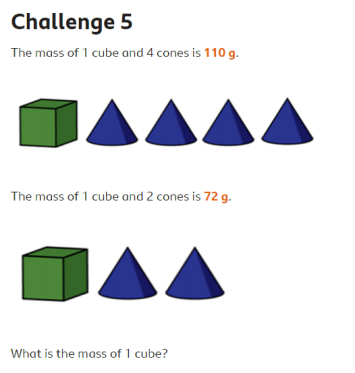 Challenge 5
The mass of 1 cube and 4 cones is 110 g.
The mass of 1 cube and 2 cones is 72 g.
What is the mass of 1 cube?